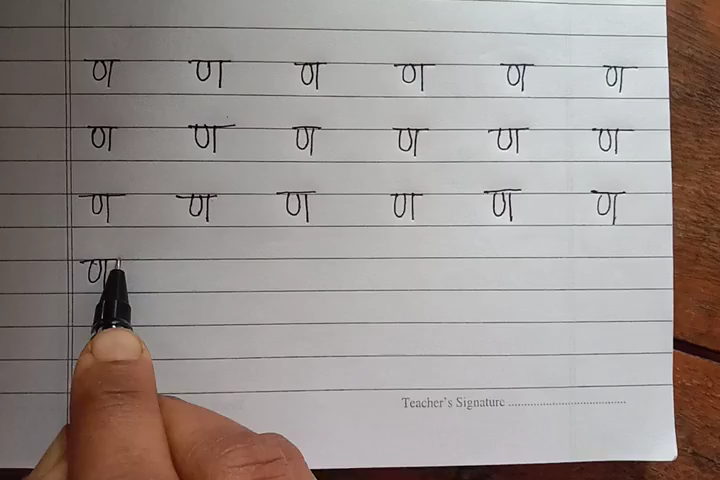 ण ण ण ण ण ण
ण ण ण ण ण ण
ण ण ण ण ण ण
ण
Teacher's Signature ......................................